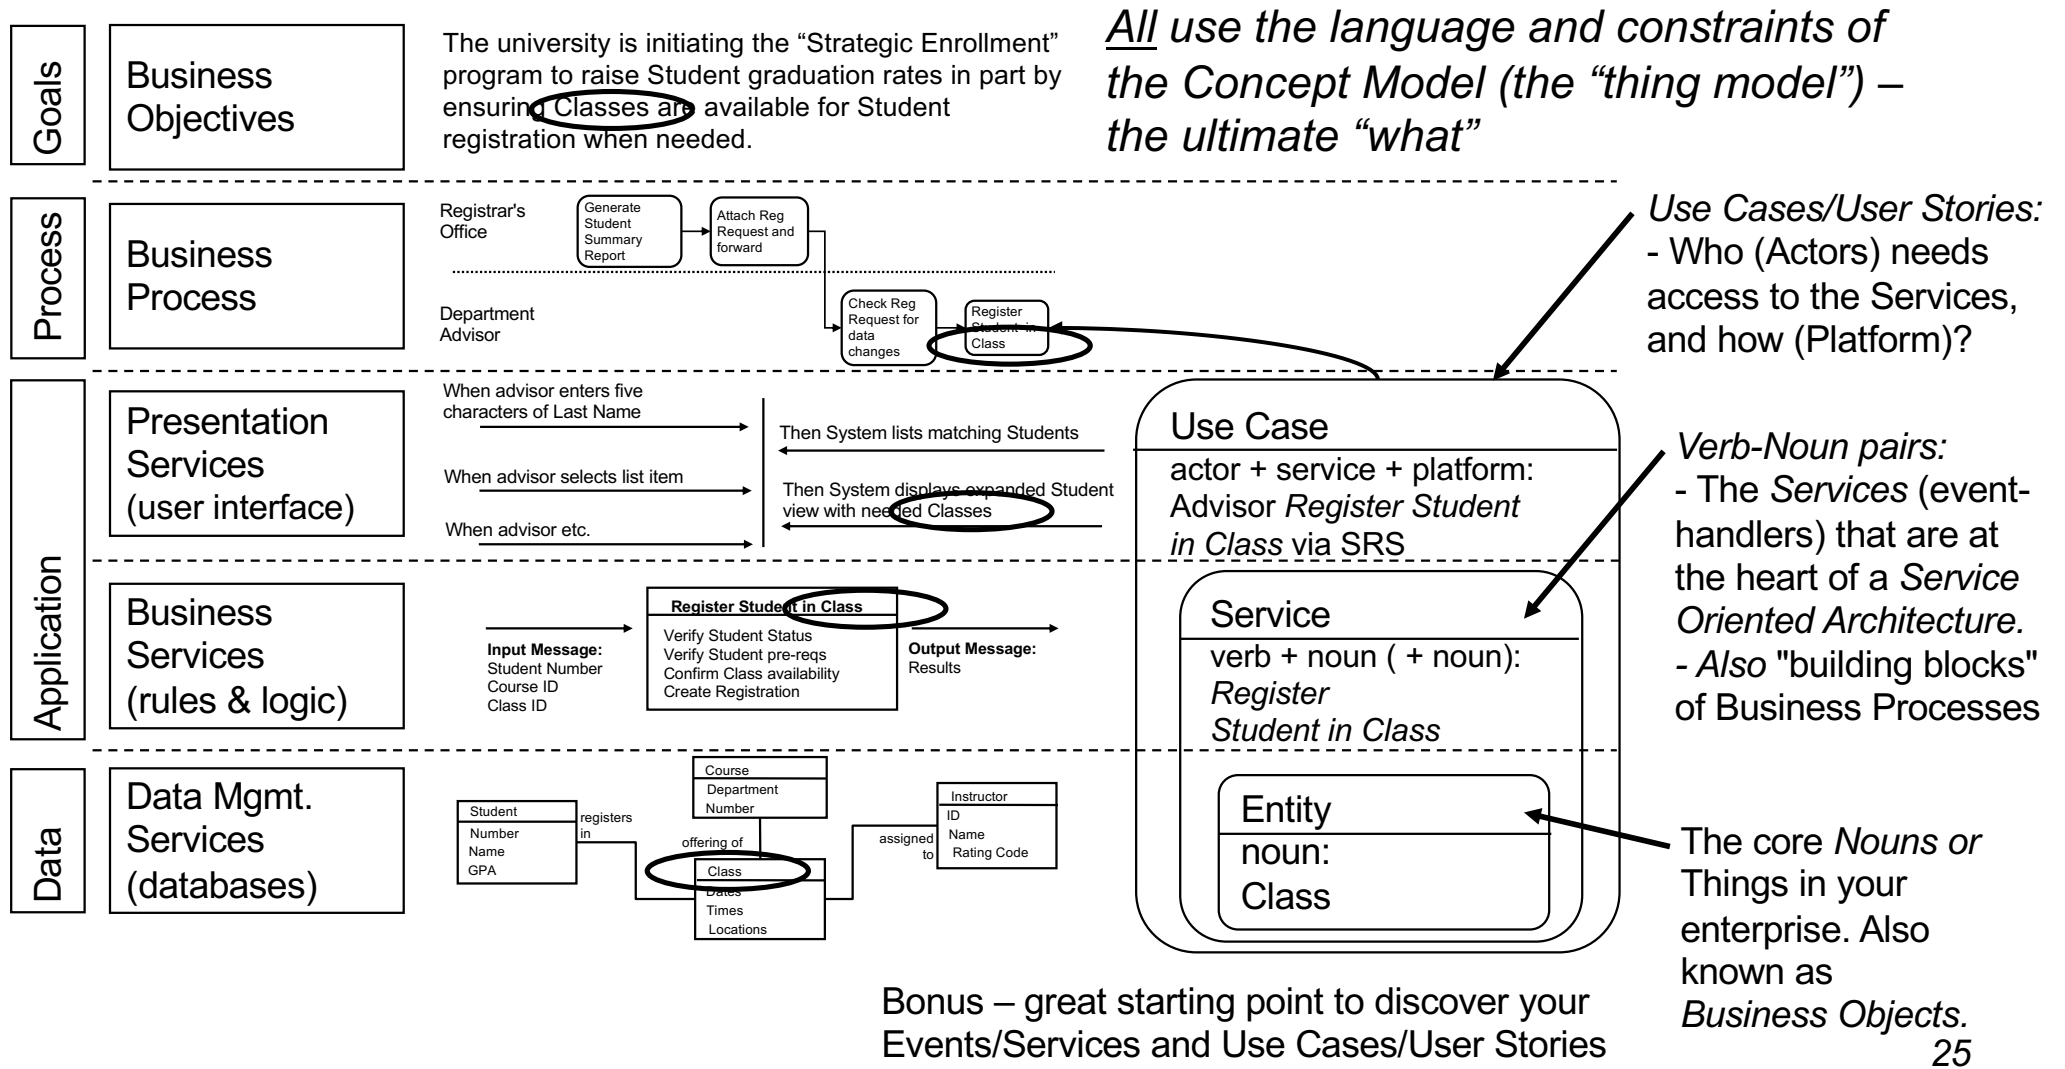 All use the language and constraints of
the Concept Model (the “thing model”) –
the ultimate “what”
Goals
Business
Objectives
The university is initiating the “Strategic Enrollment”
program to raise Student graduation rates in part by
ensuring Classes are available for Student
registration when needed.
Process
Business
Process
Registrar's
Office
Generate
Student
Summary
Report
Attach Reg
Request and
forward
Department
Advisor
Check Reg
Request for
data
changes
Register
Student in
Class
Use Cases/User Stories:
- Who (Actors) needs
access to the Services,
and how (Platform)?
Application
Presentation
Services
(user interface)
When advisor enters five
characters of Last Name
Then System lists matching Students
When advisor selects list item
Then System displays expanded Student
view with needed Classes
When advisor etc.
Use Case
actor + service + platform:
Advisor Register Student
in Class via SRS
Verb-Noun pairs:
- The Services (event-
handlers) that are at
the heart of a Service
Oriented Architecture.
- Also "building blocks"
of Business Processes
Business
Services
(rules & logic)
Input Message:
Student Number
Course ID
Class ID
Register Student in Class
Verify Student Status
Verify Student pre-reqs
Confirm Class availability
Create Registration
Output Message:
Results
Service
verb + noun ( + noun):
Register
Student in Class
Data
Data Mgmt.
Services
(databases)
Student
Number
Name
GPA
registers
in
Course
Department
Number
offering of
Class
Dates
Times
Locations
assigned
to
Instructor
ID
Name
Rating Code
Entity
noun:
Class
The core Nouns or
Things in your
enterprise. Also
known as
Business Objects.
Bonus – great starting point to discover your
Events/Services and Use Cases/User Stories
25